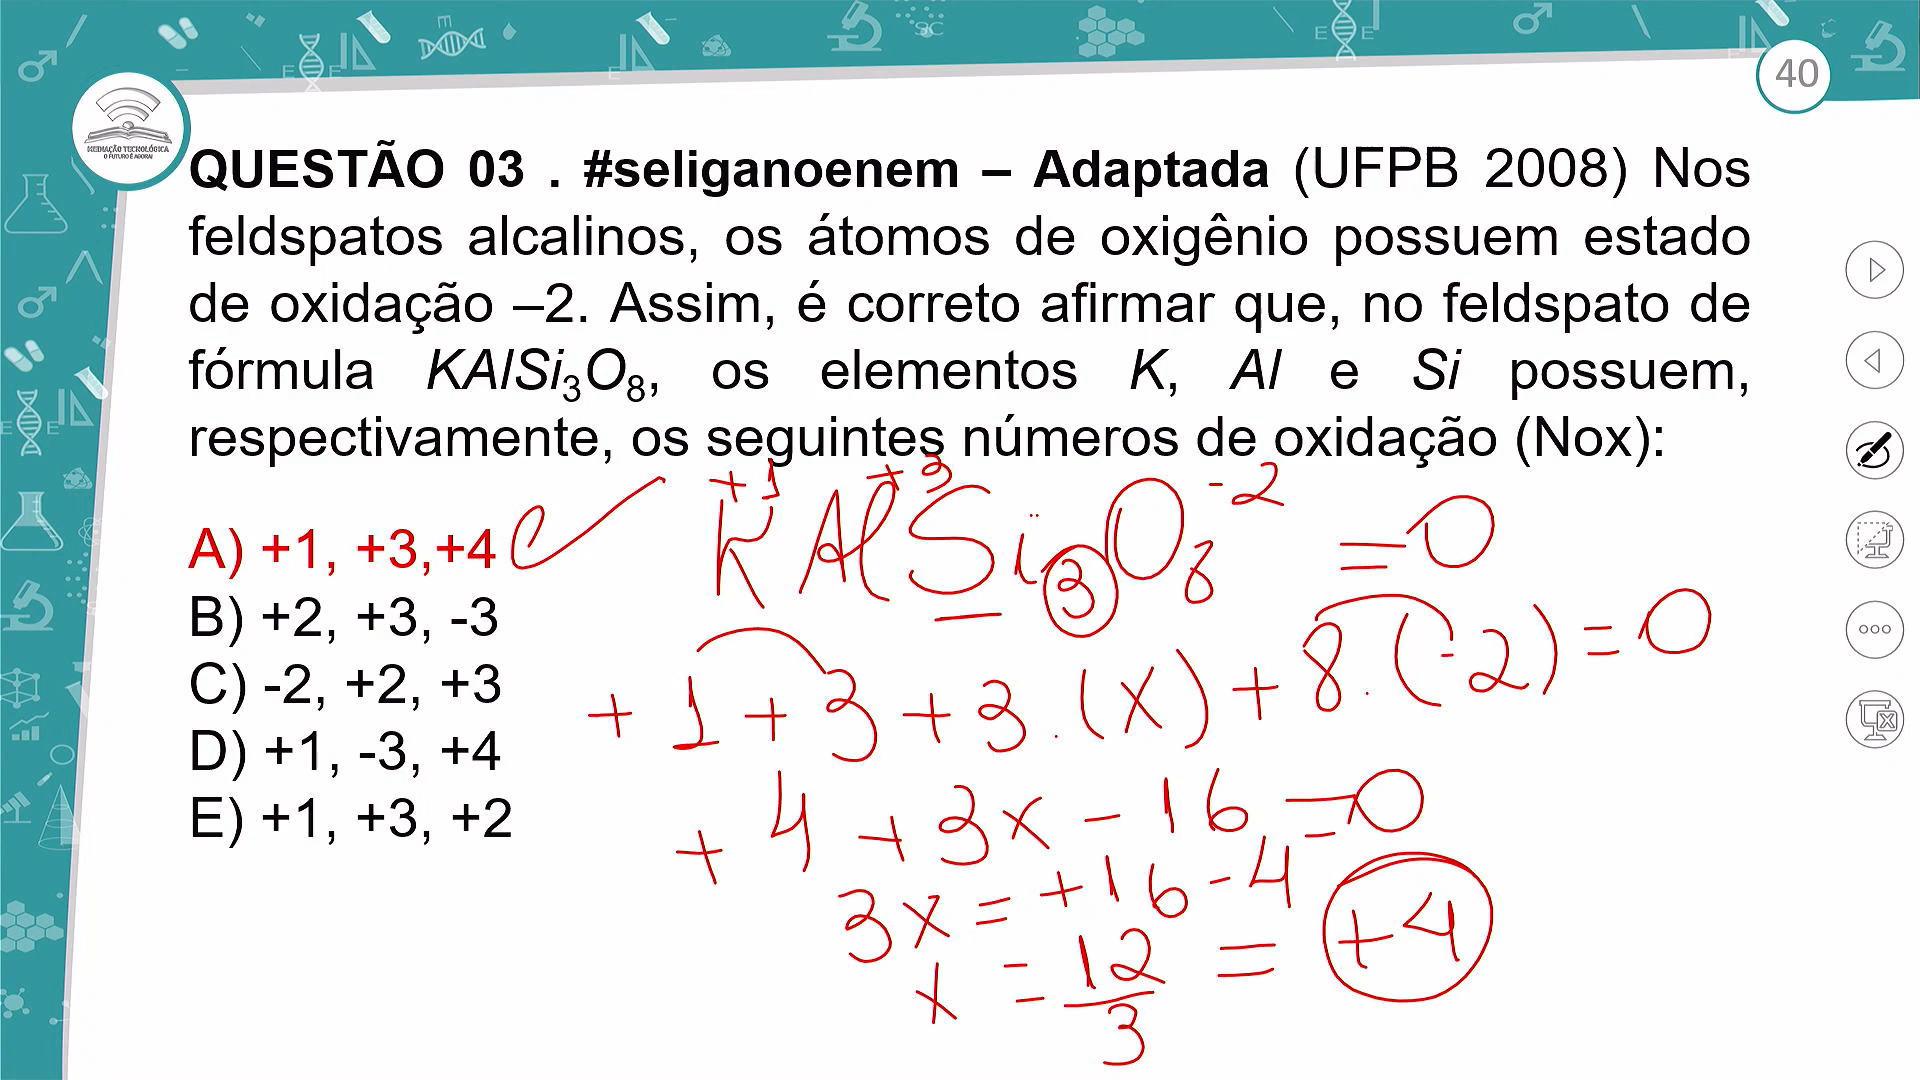 40
MEDIAÇÃO TECNOLÓGICA
O FUTURO É AGORA!
QUESTÃO 03 . #seliganoenem – Adaptada (UFPB 2008) Nos
feldspatos alcalinos, os átomos de oxigênio possuem estado
de oxidação –2. Assim, é correto afirmar que, no feldspato de
fórmula KAlSi₃O₈, os elementos K, Al e Si possuem,
respectivamente, os seguintes números de oxidação (Nox):
A) +1, +3,+4
B) +2, +3, -3
C) -2, +2, +3
D) +1, -3, +4
E) +1, +3, +2
+1 +3 -2
KAlSi₃O₈ = 0
+ 1 + 3 + 3 . (x) + 8 . (-2) = 0
+ 4 + 3x - 16 = 0
3x = + 16 - 4
x = 12/3 = +4